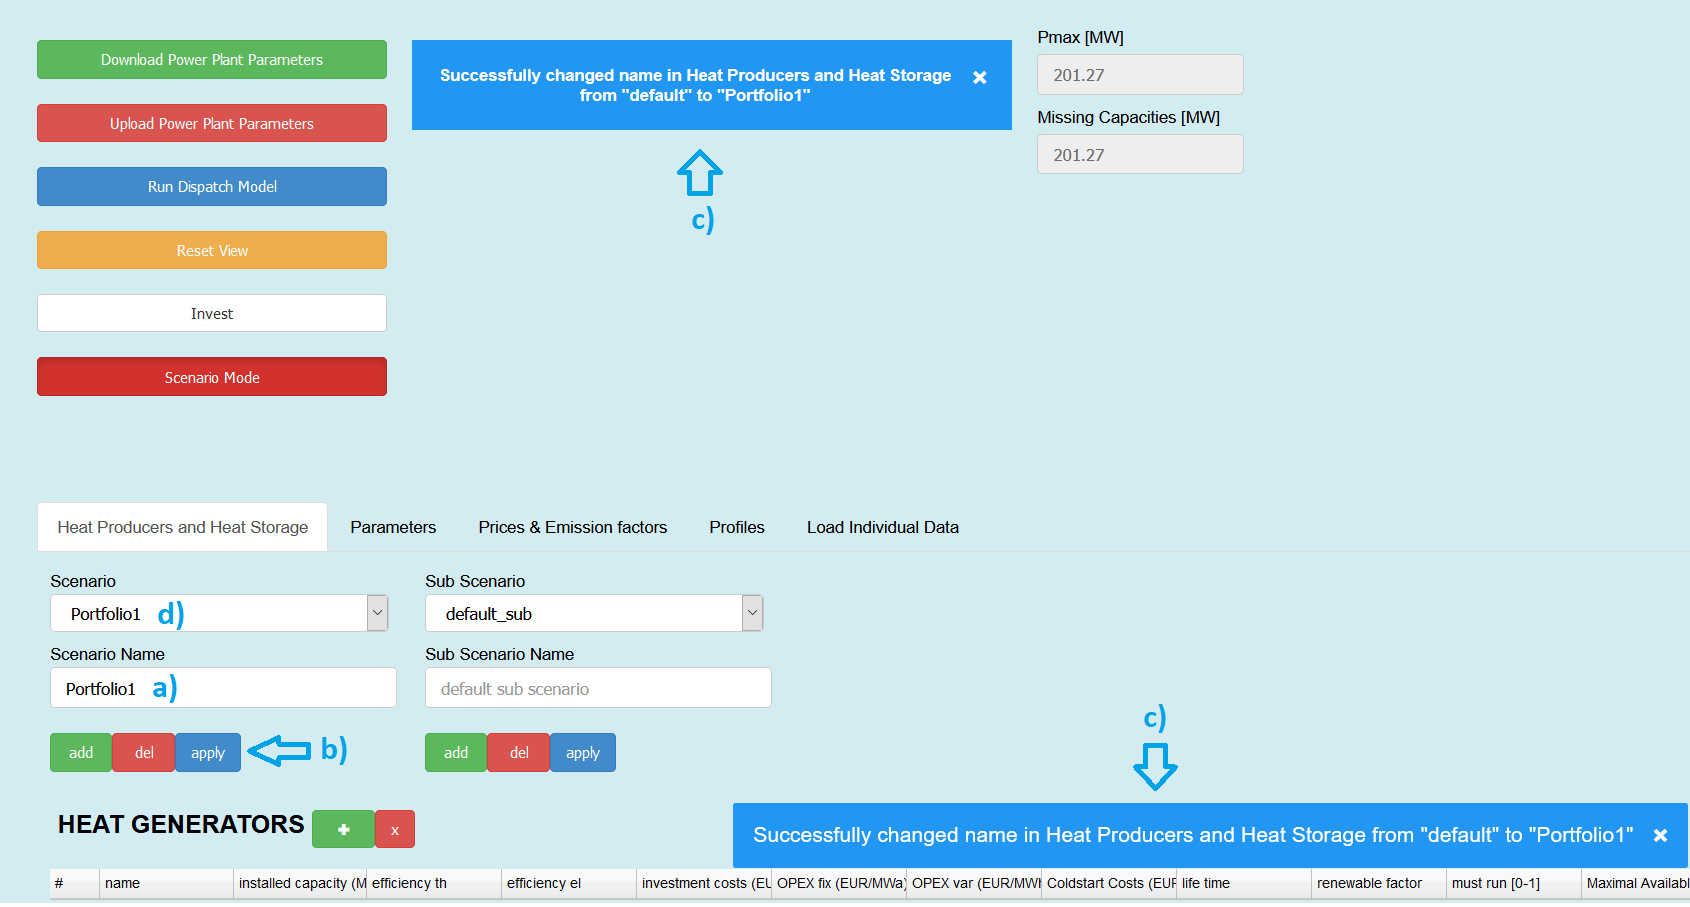 Download Power Plant Parameters
Upload Power Plant Parameters
Run Dispatch Model
Reset View
Invest
Scenario Mode
Successfully changed name in Heat Producers and Heat Storage
from "default" to "Portfolio1"
c)
Pmax [MW]
201.27
Missing Capacities [MW]
201.27
Heat Producers and Heat Storage Parameters Prices & Emission factors Profiles Load Individual Data
Scenario Sub Scenario
Portfolio1 d) default_sub
Scenario Name Sub Scenario Name
Portfolio1 a) default sub scenario
add del apply b) add del apply
c)
HEAT GENERATORS x
Successfully changed name in Heat Producers and Heat Storage from "default" to "Portfolio1"
# name installed capacity (M efficiency th efficiency el investment costs (EU OPEX fix (EUR/MWa) OPEX var (EUR/MWh Coldstart Costs (EUR life time renewable factor must run [0-1] Maximal Availabl